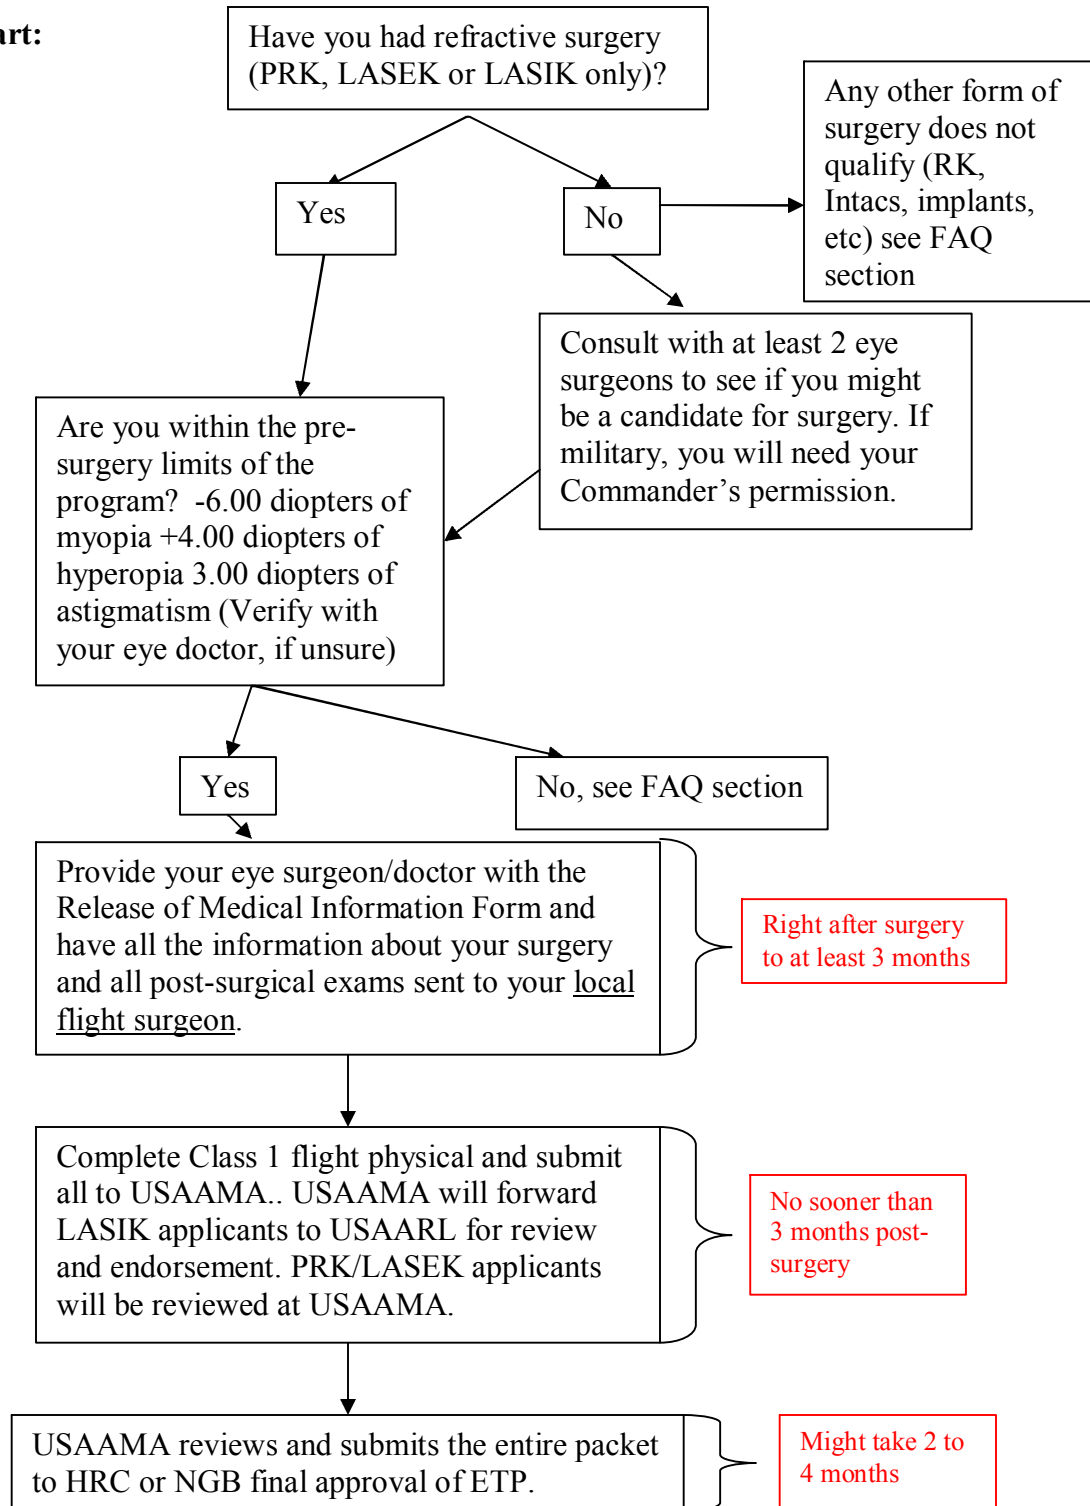 art:
Have you had refractive surgery
(PRK, LASEK or LASIK only)?
Any other form of
surgery does not
qualify (RK,
Intacs, implants,
etc) see FAQ
section
Yes
No
Consult with at least 2 eye
surgeons to see if you might
be a candidate for surgery. If
military, you will need your
Commander’s permission.
Are you within the pre-
surgery limits of the
program?  -6.00 diopters of
myopia +4.00 diopters of
hyperopia 3.00 diopters of
astigmatism (Verify with
your eye doctor, if unsure)
Yes
No, see FAQ section
Provide your eye surgeon/doctor with the
Release of Medical Information Form and
have all the information about your surgery
and all post-surgical exams sent to your local
flight surgeon.
Right after surgery
to at least 3 months
Complete Class 1 flight physical and submit
all to USAAMA.. USAAMA will forward
LASIK applicants to USAARL for review
and endorsement. PRK/LASEK applicants
will be reviewed at USAAMA.
No sooner than
3 months post-
surgery
USAAMA reviews and submits the entire packet
to HRC or NGB final approval of ETP.
Might take 2 to
4 months